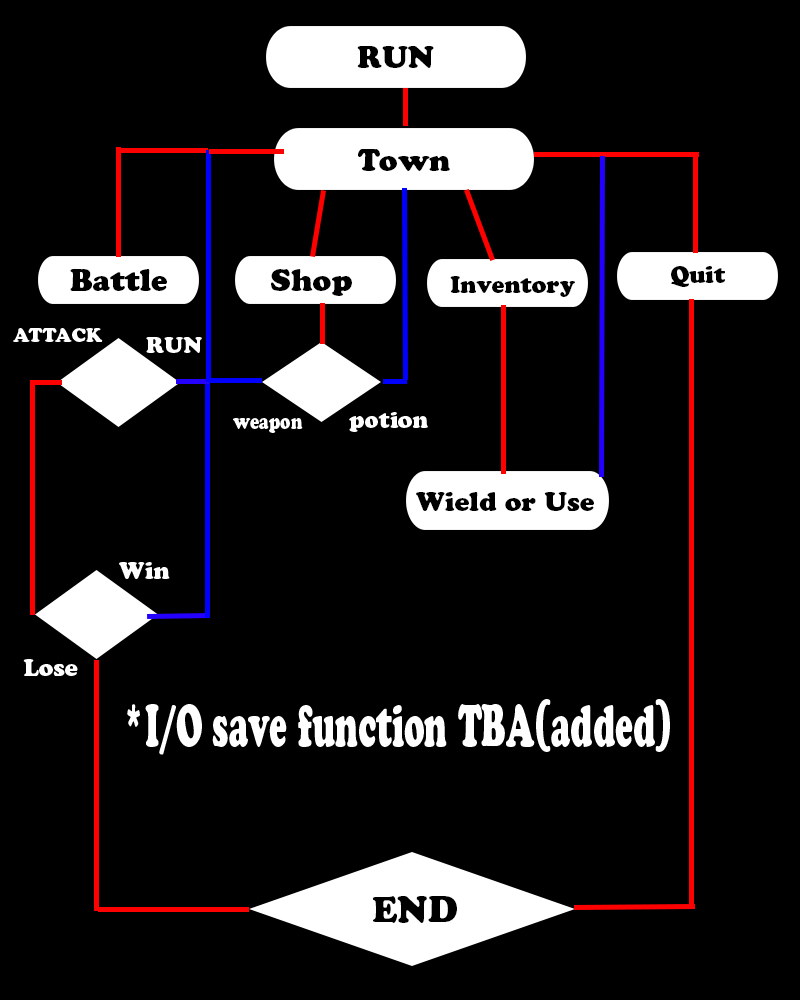 RUN
Town
Battle
Shop
Inventory
Quit
ATTACK
RUN
weapon
potion
Wield or Use
Win
Lose
*I/O save function TBA(added)
END